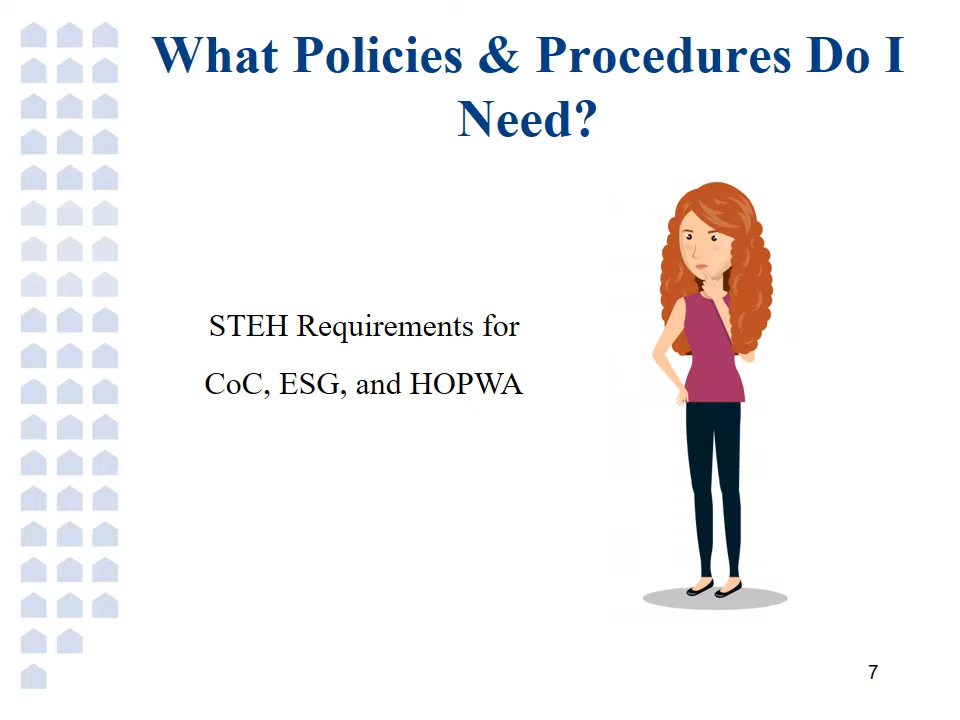 What Policies & Procedures Do I
Need?
STEH Requirements for
CoC, ESG, and HOPWA
7